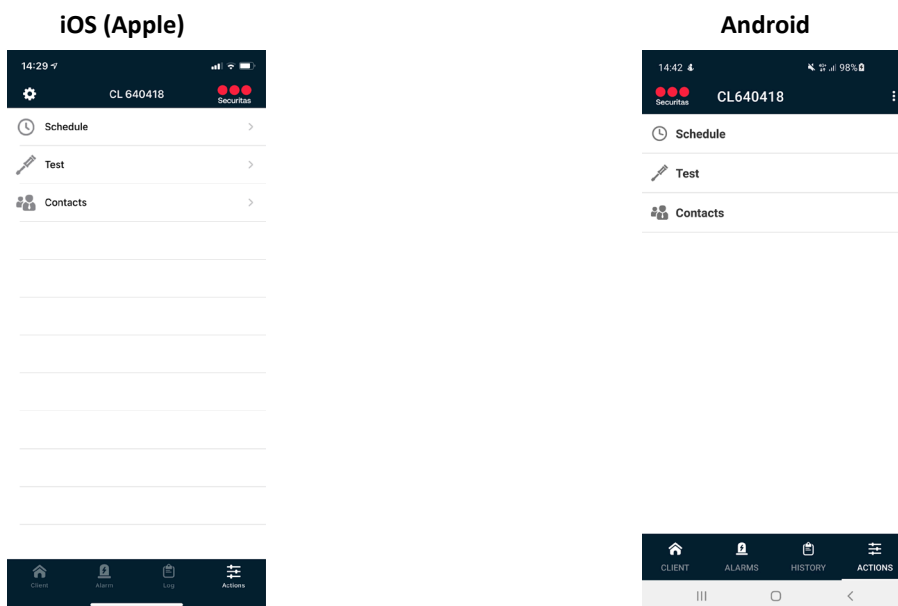 iOS (Apple)
14:29
CL 640418
Securitas
Schedule
Test
Contacts
Client
Alarm
Log
Actions
Android
14:42
98%
Securitas
CL640418
Schedule
Test
Contacts
CLIENT
ALARMS
HISTORY
ACTIONS